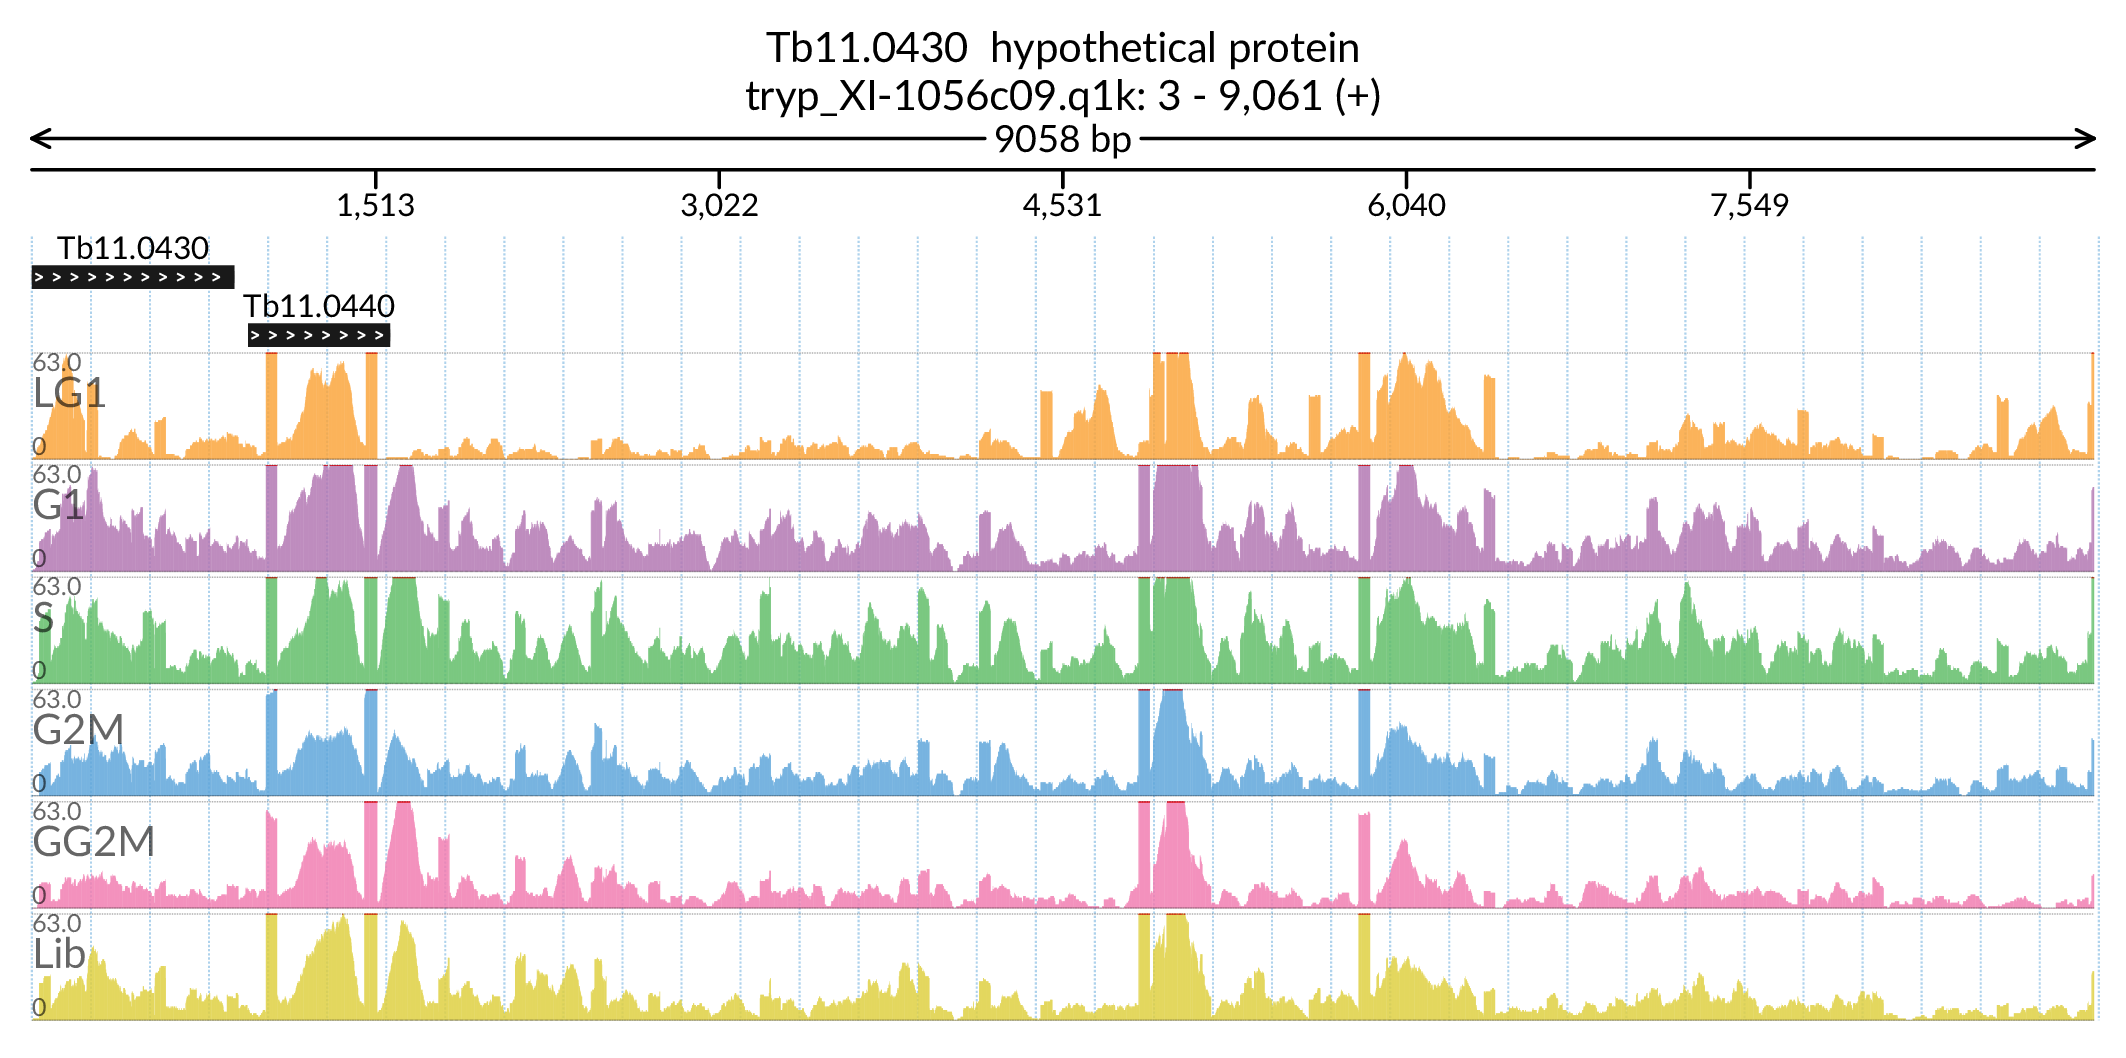 Tb11.0430  hypothetical protein
tryp_XI-1056c09.q1k: 3 - 9,061 (+)
9058 bp
1,513 3,022 4,531 6,040 7,549
Tb11.0430
> > > > > > > > > > >
Tb11.0440
> > > > > > > >
63.0
LG1
0
63.0
G1
0
63.0
S
0
63.0
G2M
0
63.0
GG2M
0
63.0
Lib
0